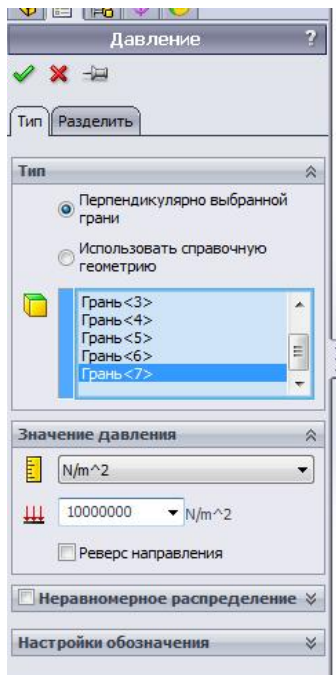 Давление ?
Тип Разделить
Тип
Перпендикулярно выбранной
грани
Использовать справочную
геометрию
Грань<3>
Грань<4>
Грань<5>
Грань<6>
Грань<7>
Значение давления
N/m^2
10000000 N/m^2
Реверс направления
Неравномерное распределение
Настройки обозначения